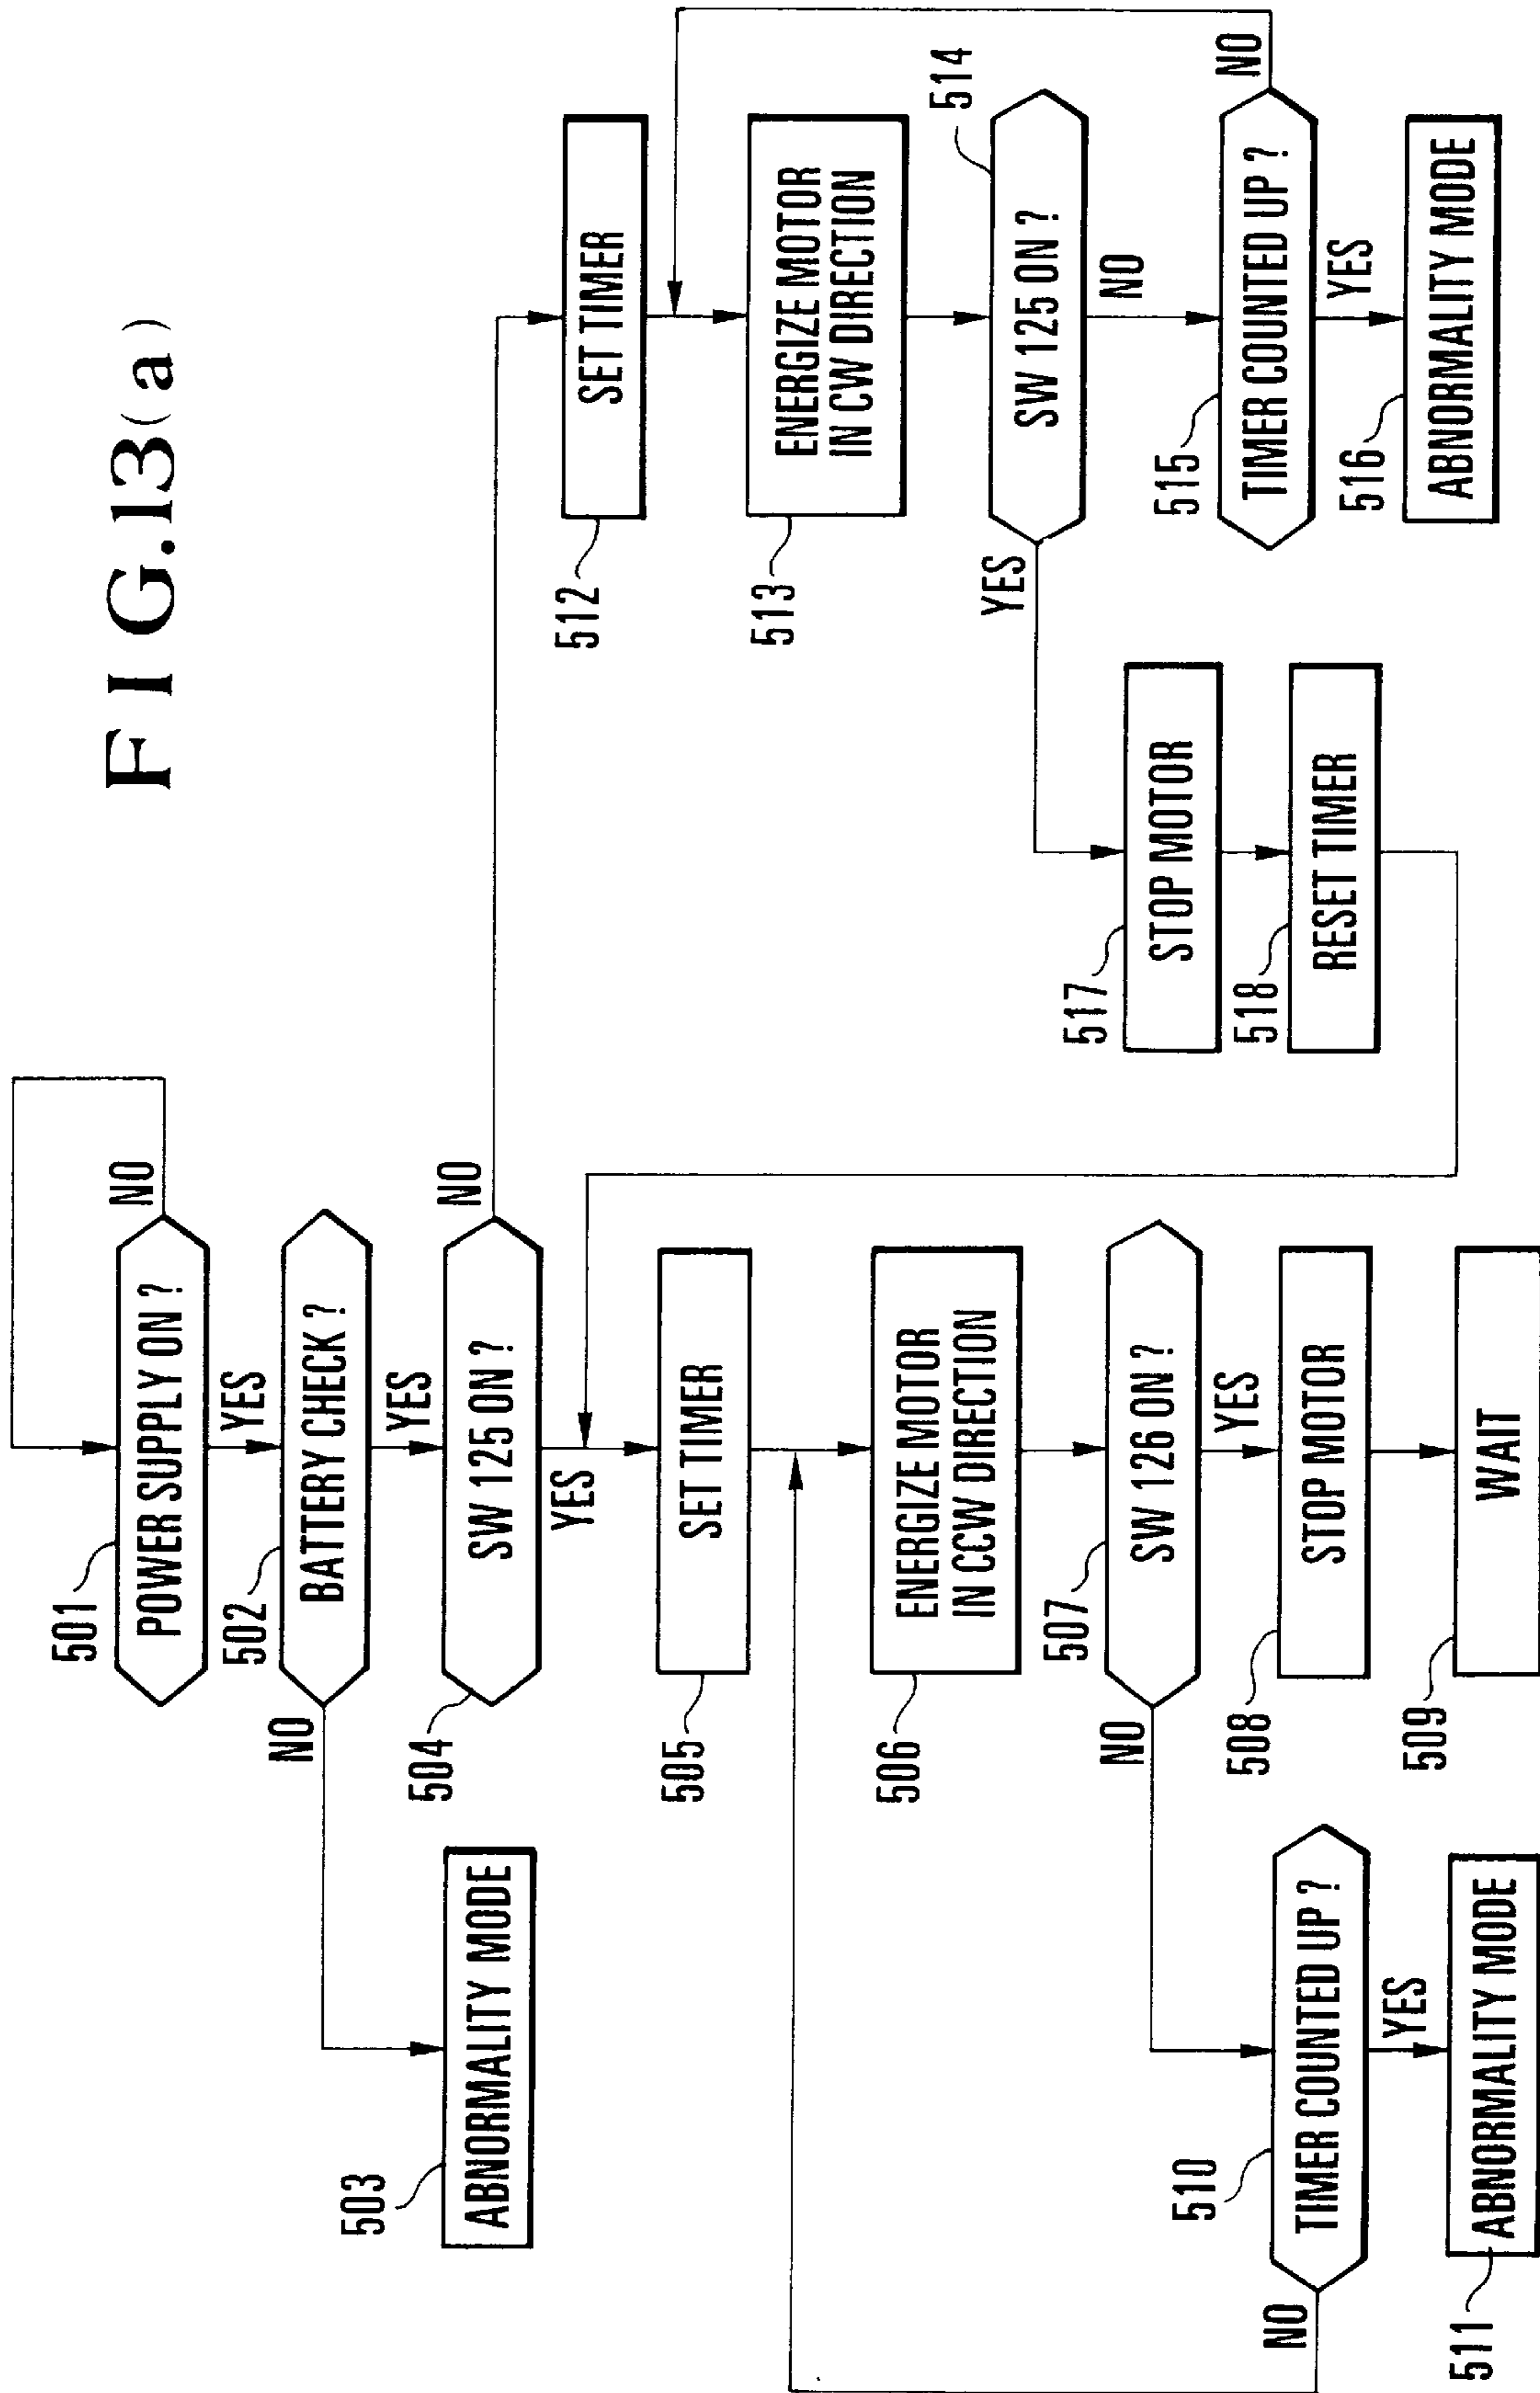 FIG.13(a)
501
POWER SUPPLY ON ?
NO
YES
502
BATTERY CHECK ?
NO
YES
503
ABNORMALITY MODE
504
SW 125 ON ?
NO
YES
505
SET TIMER
506
ENERGIZE MOTOR
IN CCW DIRECTION
507
SW 126 ON ?
NO
YES
508
STOP MOTOR
509
WAIT
510
TIMER COUNTED UP ?
NO
YES
511
ABNORMALITY MODE
512
SET TIMER
513
ENERGIZE MOTOR
IN CW DIRECTION
514
SW 125 ON ?
YES
NO
515
TIMER COUNTED UP ?
NO
YES
516
ABNORMALITY MODE
517
STOP MOTOR
518
RESET TIMER